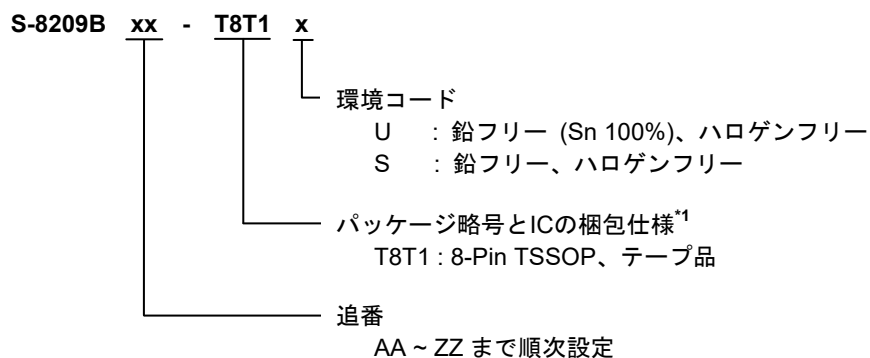 S-8209B xx - T8T1 x
環境コード
U : 鉛フリー (Sn 100%)、ハロゲンフリー
S : 鉛フリー、ハロゲンフリー
パッケージ略号とICの梱包仕様*1
T8T1 : 8-Pin TSSOP、テープ品
追番
AA ~ ZZ まで順次設定